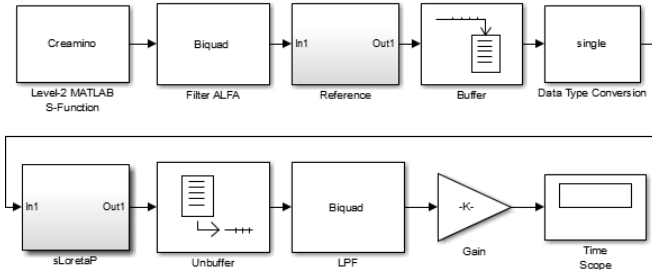 Creamino
Biquad
In1
Out1
single
Level-2 MATLAB
S-Function
Filter ALFA
Reference
Buffer
Data Type Conversion
In1
Out1
Biquad
-K-
sLoretaP
Unbuffer
LPF
Gain
Time
Scope